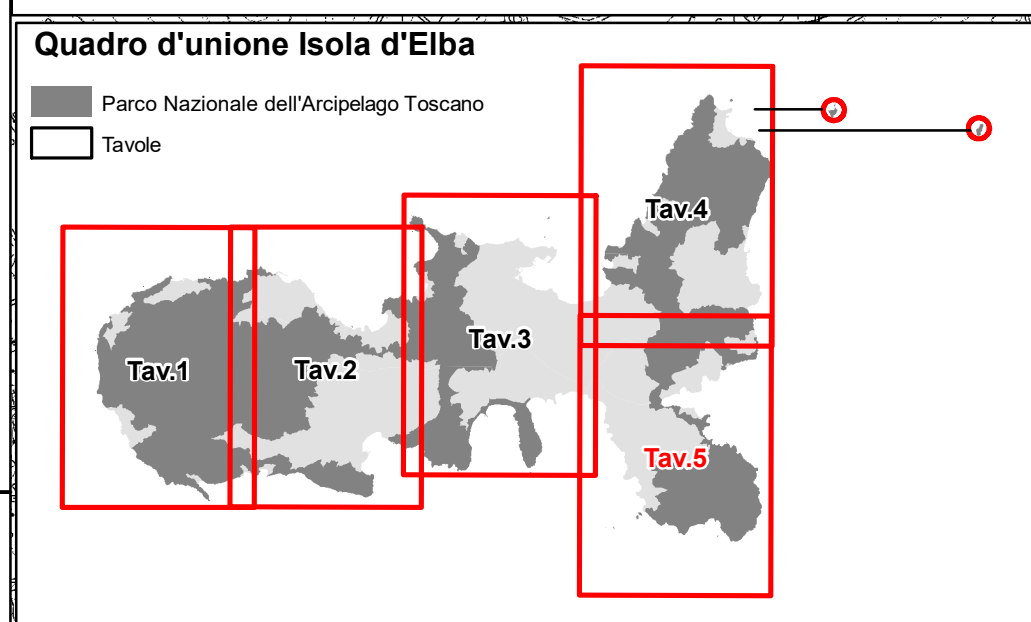 Quadro d'unione Isola d'Elba
Parco Nazionale dell'Arcipelago Toscano
Tavole
Tav.4
Tav.3
Tav.1
Tav.2
Tav.5